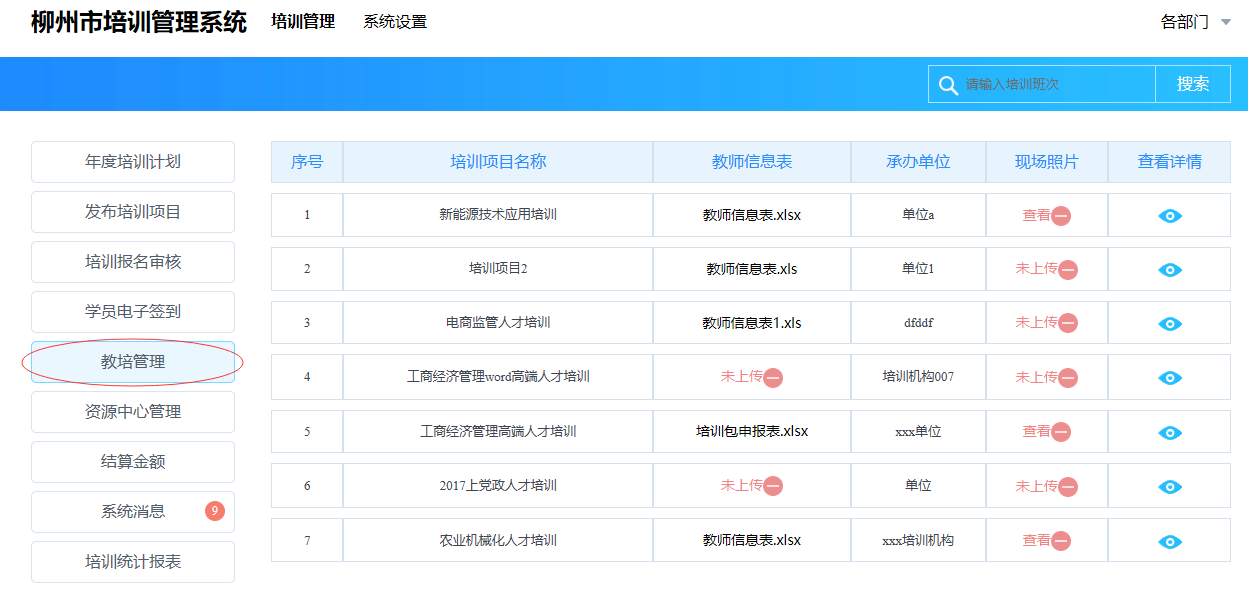 柳州市培训管理系统 培训管理 系统设置 各部门
请输入培训班次 搜索
年度培训计划
发布培训项目
培训报名审核
学员电子签到
教培管理
资源中心管理
结算金额
系统消息 9
培训统计报表
序号 培训项目名称 教师信息表 承办单位 现场照片 查看详情
1 新能源技术应用培训 教师信息表.xlsx 单位a 查看
2 培训项目2 教师信息表.xls 单位1 未上传
3 电商监管人才培训 教师信息表1.xls dfddf 未上传
4 工商经济管理word高端人才培训 未上传 培训机构007 未上传
5 工商经济管理高端人才培训 培训包申报表.xlsx xxx单位 查看
6 2017上党政人才培训 未上传 单位 未上传
7 农业机械化人才培训 教师信息表.xlsx xxx培训机构 查看